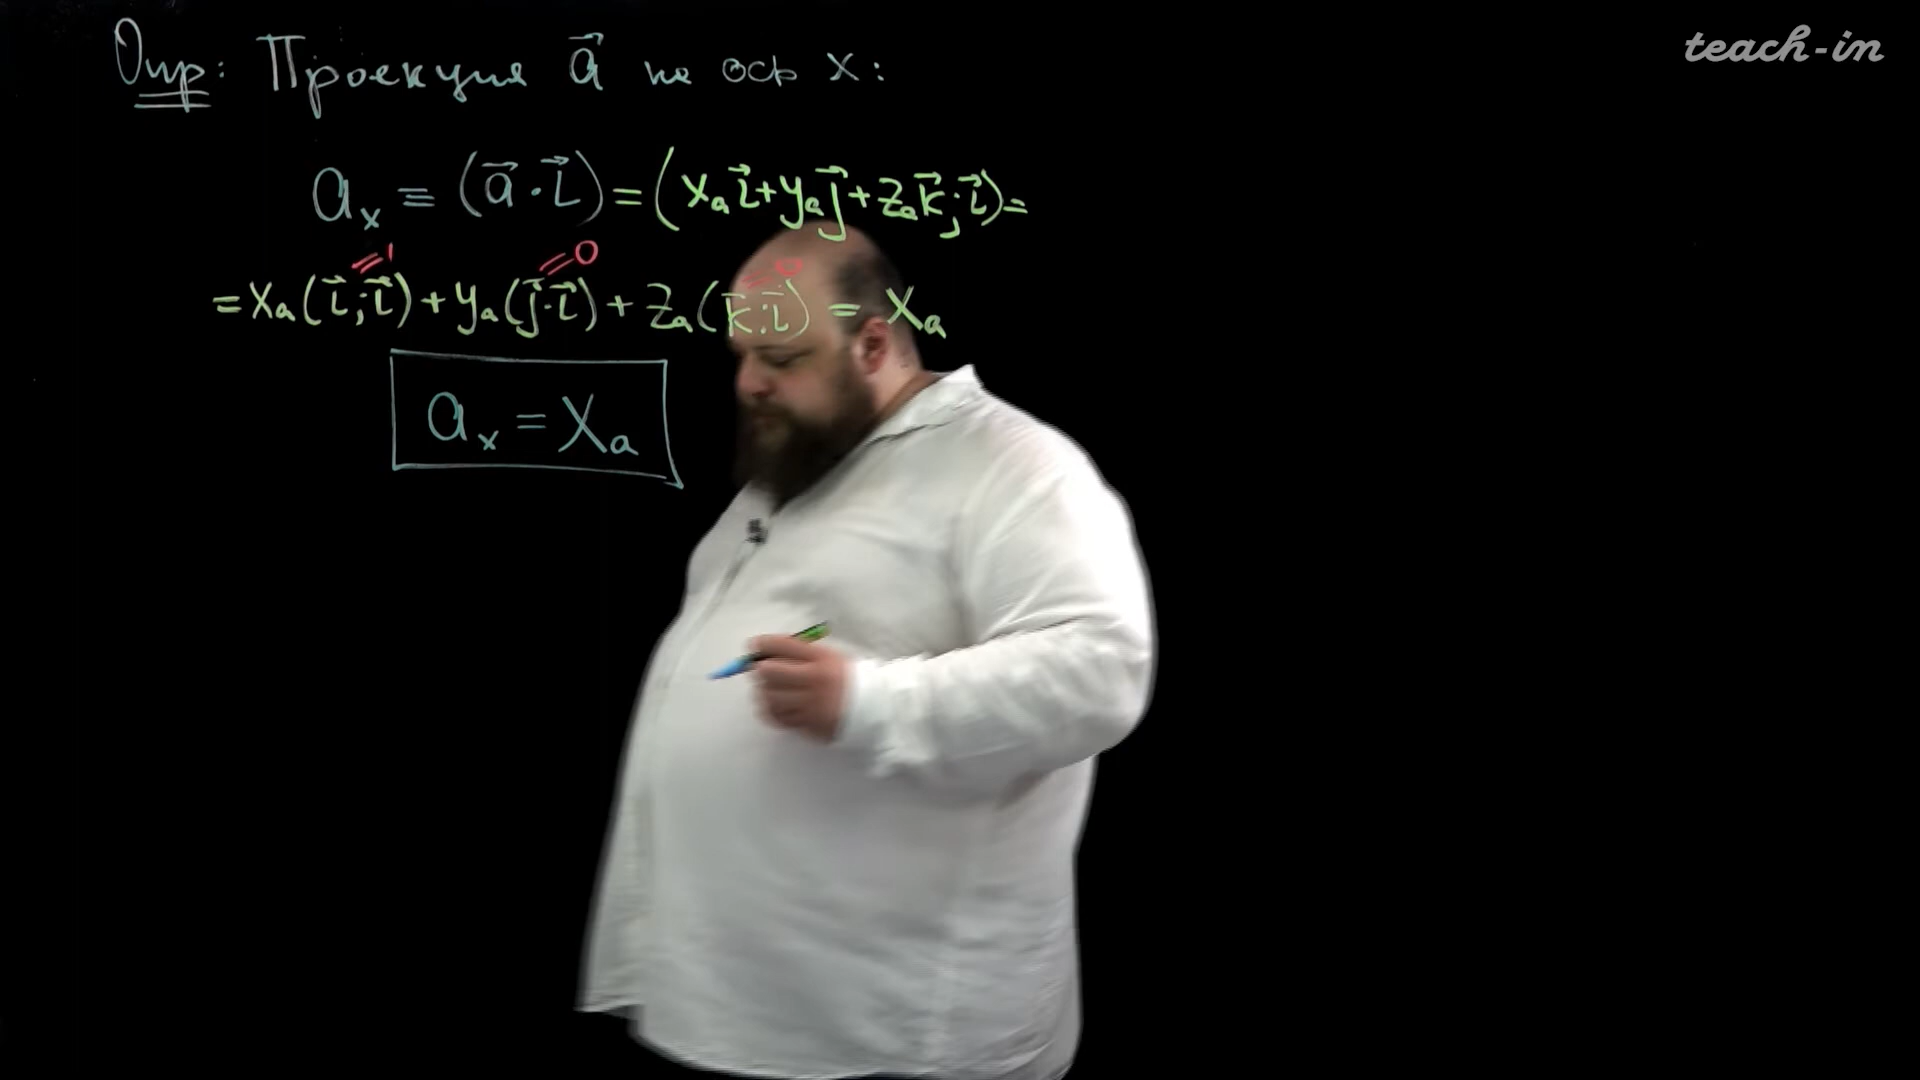 teach-in
Опр: Проекция a⃗ на ось x:
aₓ ≡ (a⃗ · i⃗) = (xₐi⃗ + yₐj⃗ + zₐk⃗; i⃗) =
=1 =0 =0
= xₐ(i⃗; i⃗) + yₐ(j⃗ · i⃗) + zₐ(k⃗; i⃗) = xₐ
aₓ = xₐ